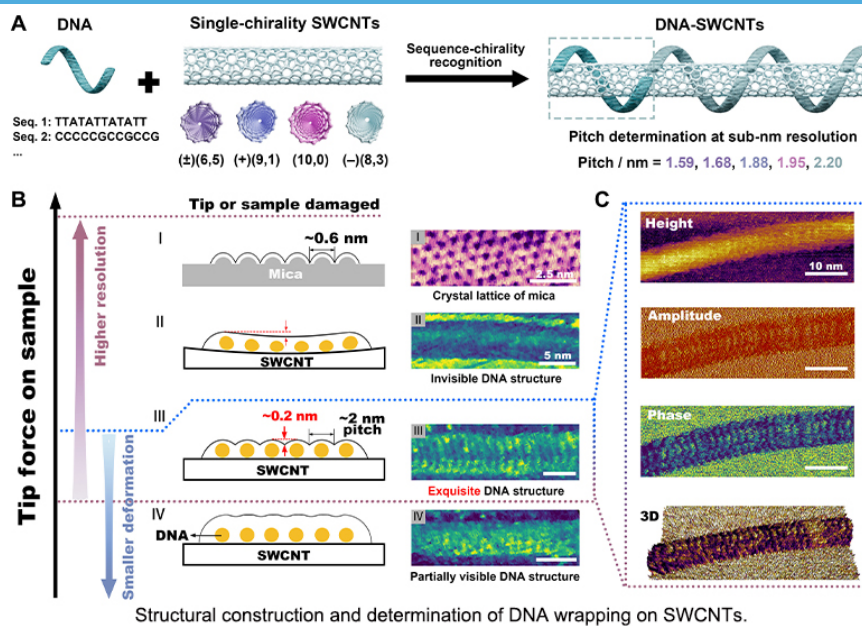 A
DNA
Single-chirality SWCNTs
DNA-SWCNTs
Sequence-chirality
recognition
Seq. 1: TTATATTATATT
Seq. 2: CCCCCGCCGCCG
...
(±)(6,5) (+)(9,1) (10,0) (−)(8,3)
Pitch determination at sub-nm resolution
Pitch / nm = 1.59, 1.68, 1.88, 1.95, 2.20
B
Tip or sample damaged
Tip force on sample
Higher resolution
Smaller deformation
I
~0.6 nm
Mica
I
2.5 nm
Crystal lattice of mica
II
SWCNT
II
5 nm
Invisible DNA structure
III
~0.2 nm
~2 nm
pitch
SWCNT
III
Exquisite DNA structure
IV
DNA
SWCNT
IV
Partially visible DNA structure
C
Height
10 nm
Amplitude
Phase
3D
Structural construction and determination of DNA wrapping on SWCNTs.